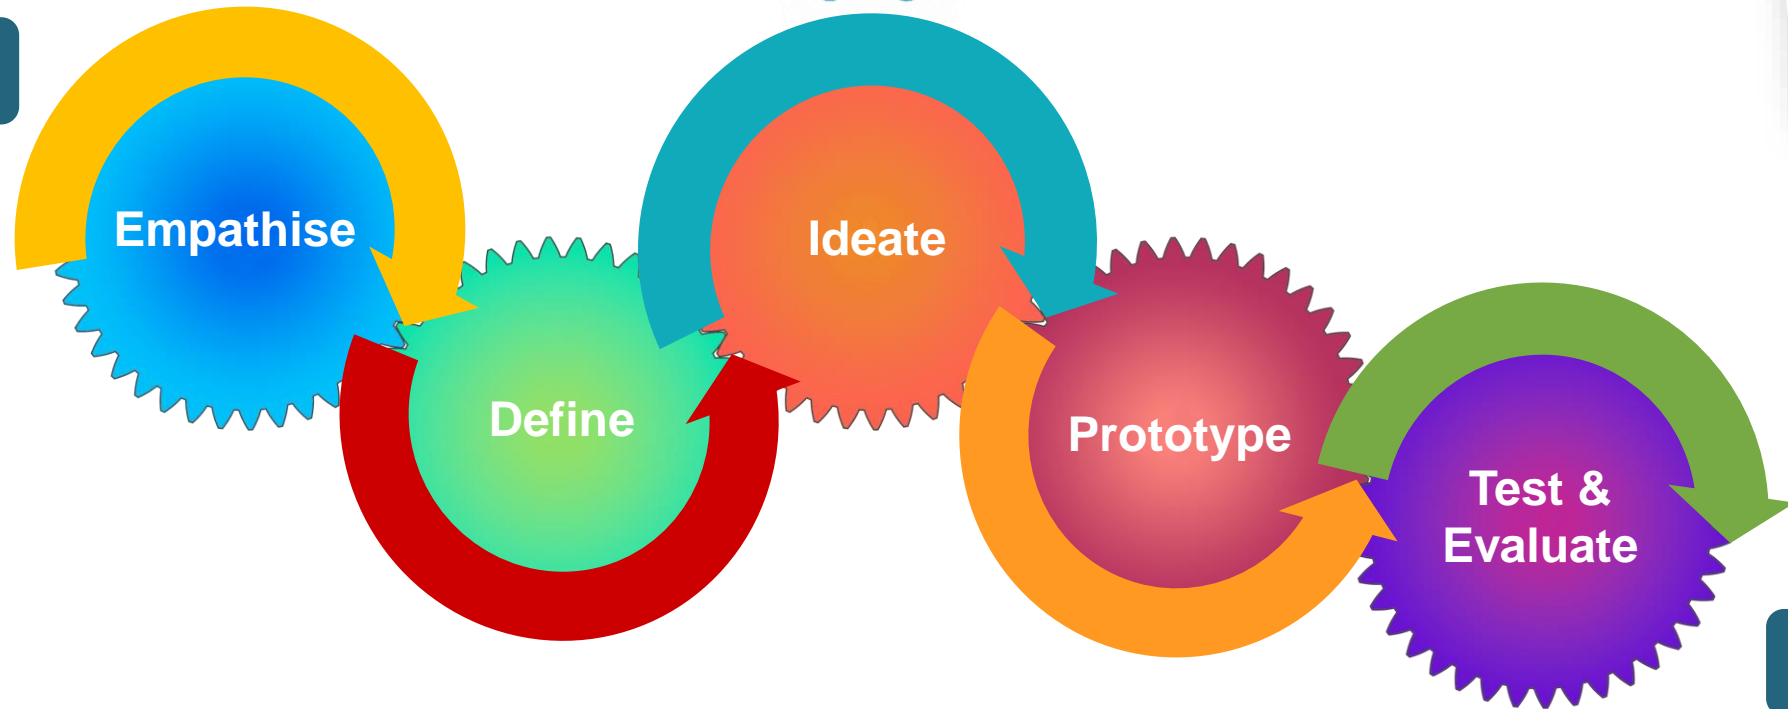 Empathise
Define
Ideate
Prototype
Test &
Evaluate